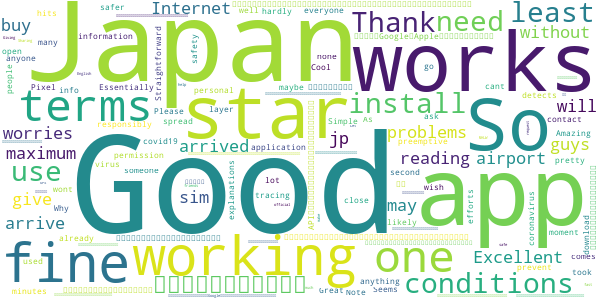 well hardly everyone
safer
Internet
hits
buy
many
Japan
Thank
need
least
works
without
open
anyone
information
Straightforward
safety
maybe
none
Cool
people
Pixel
info
Essentially
personal
go
cant
detects
terms
star
install
so
will
contact
responsibly
Please
layer
Simple
As
ask
Amazing
worries
covid19
spread
arrived
application
jp
problems
preemptive
guys
maximum
virus
permission
someone
reading
airport
pretty
use
Good
app
explanations
lot
tracing
second
wish
efforts
likely
give
Why
wont
sim
close
may
coronavirus
moment
download
arrive
already
fine
working
one
Excellent
prevent
comes
took
used
minutes
anything
Seems
Great
Note
conditions